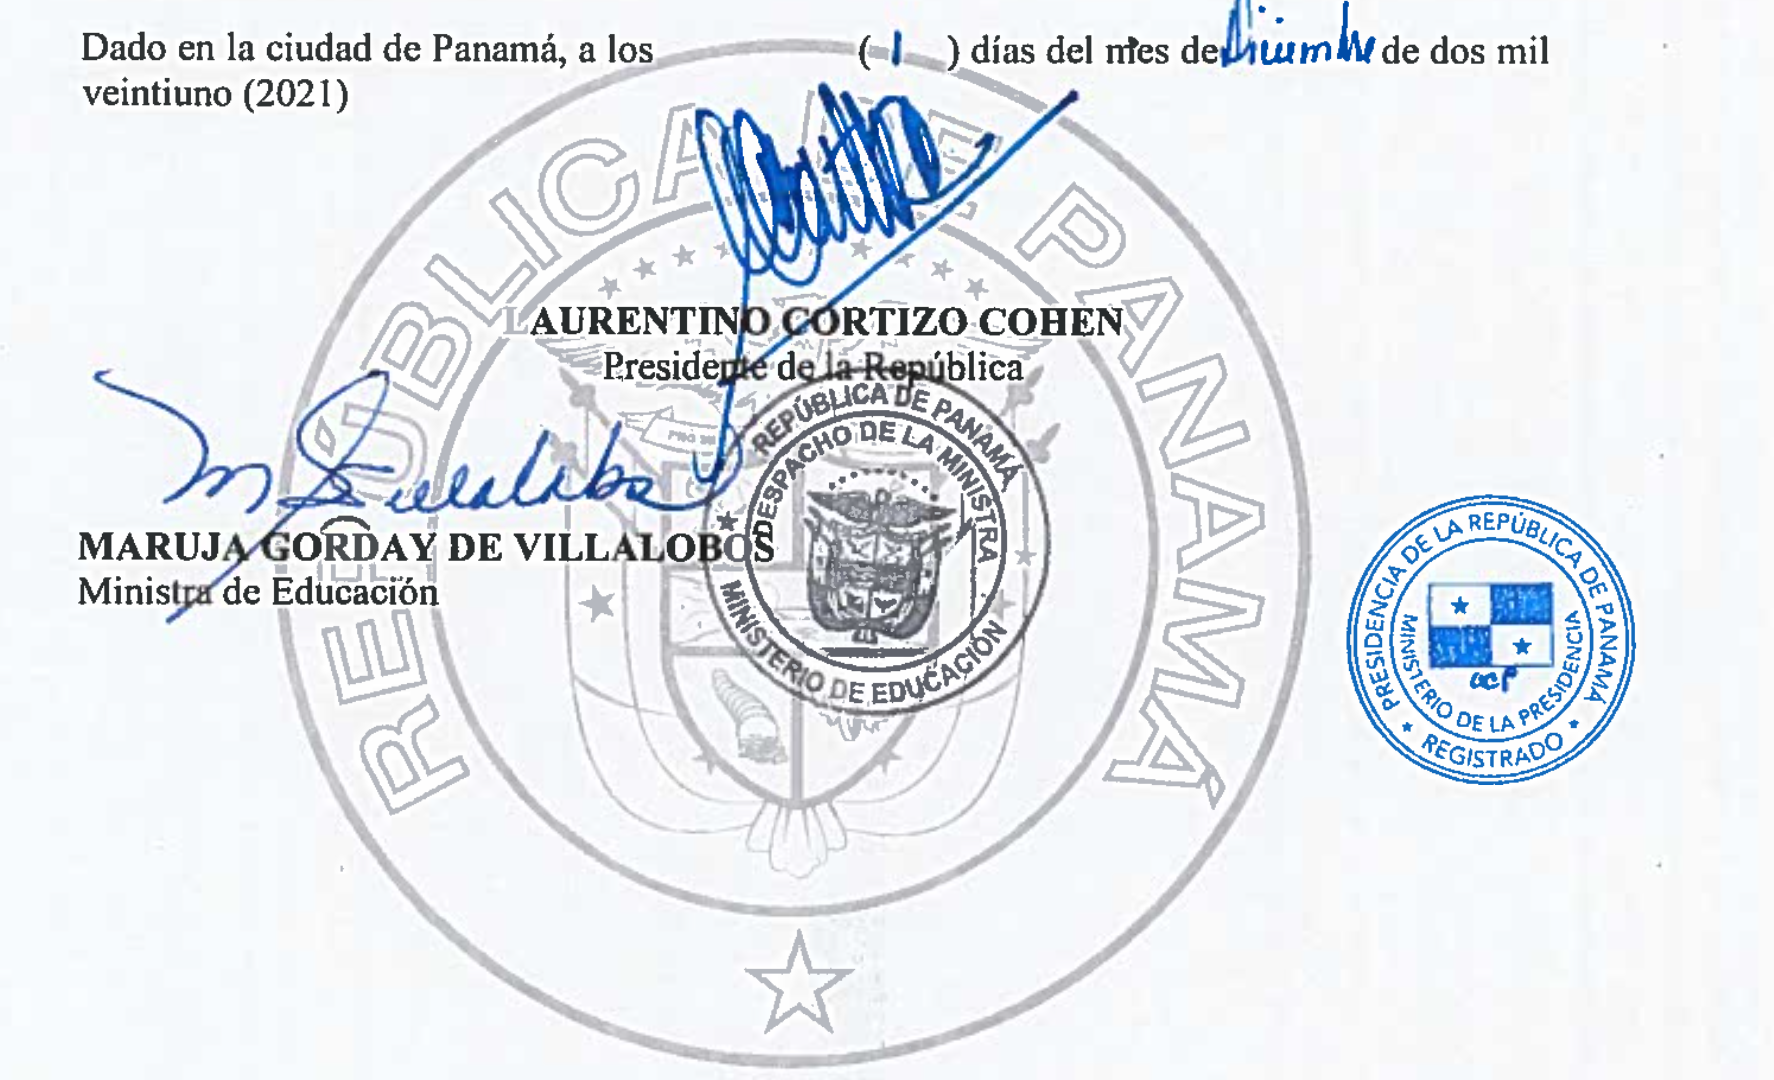 Dado en la ciudad de Panamá, a los ( 1 ) días del mes de Diciembre de dos mil
veintiuno (2021)
LAURENTINO CORTIZO COHEN
Presidente de la República
MARUJA GORDAY DE VILLALOBOS
Ministra de Educación
REPÚBLICA DE PANAMÁ
DESPACHO DE LA MINISTRA
MINISTERIO DE EDUCACIÓN
PRESIDENCIA DE LA REPÚBLICA DE PANAMÁ
MINISTERIO DE LA PRESIDENCIA
REGISTRADO
REPÚBLICA DE PANAMÁ